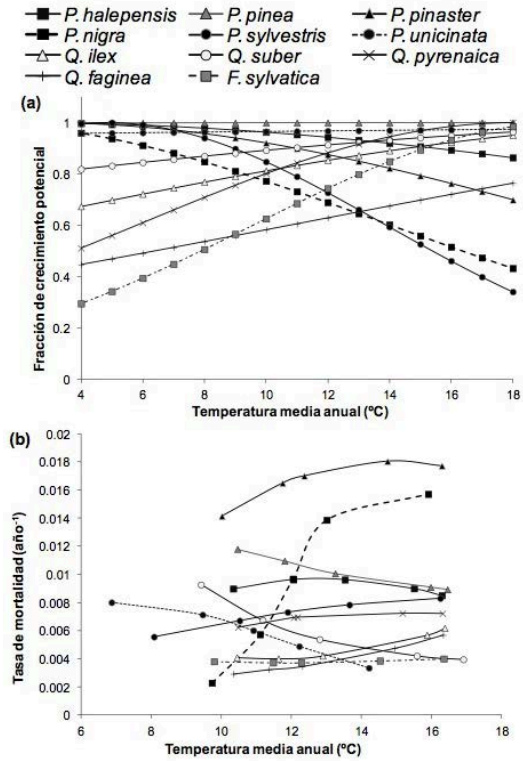 P. halepensis P. pinea P. pinaster
P. nigra P. sylvestris P. unicinata
Q. ilex Q. suber Q. pyrenaica
Q. faginea F. sylvatica
(a)
1
0.8
0.6
0.4
0.2
0
Fracción de crecimiento potencial
4 6 8 10 12 14 16 18
Temperatura media anual (ºC)
(b)
0.02
0.018
0.016
0.014
0.012
0.01
0.008
0.006
0.004
0.002
0
Tasa de mortalidad (año⁻¹)
6 8 10 12 14 16 18
Temperatura media anual (ºC)